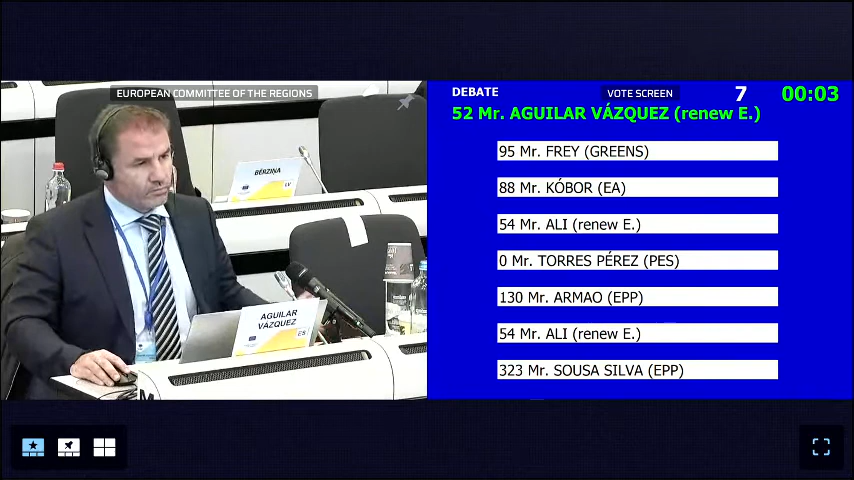 EUROPEAN COMMITTEE OF THE REGIONS
BĒRZIŅA
LV
AGUILAR
VÁZQUEZ
ES
DEBATE
VOTE SCREEN
7
00:03
52 Mr. AGUILAR VÁZQUEZ (renew E.)
95 Mr. FREY (GREENS)
88 Mr. KÓBOR (EA)
54 Mr. ALI (renew E.)
0 Mr. TORRES PÉREZ (PES)
130 Mr. ARMAO (EPP)
54 Mr. ALI (renew E.)
323 Mr. SOUSA SILVA (EPP)